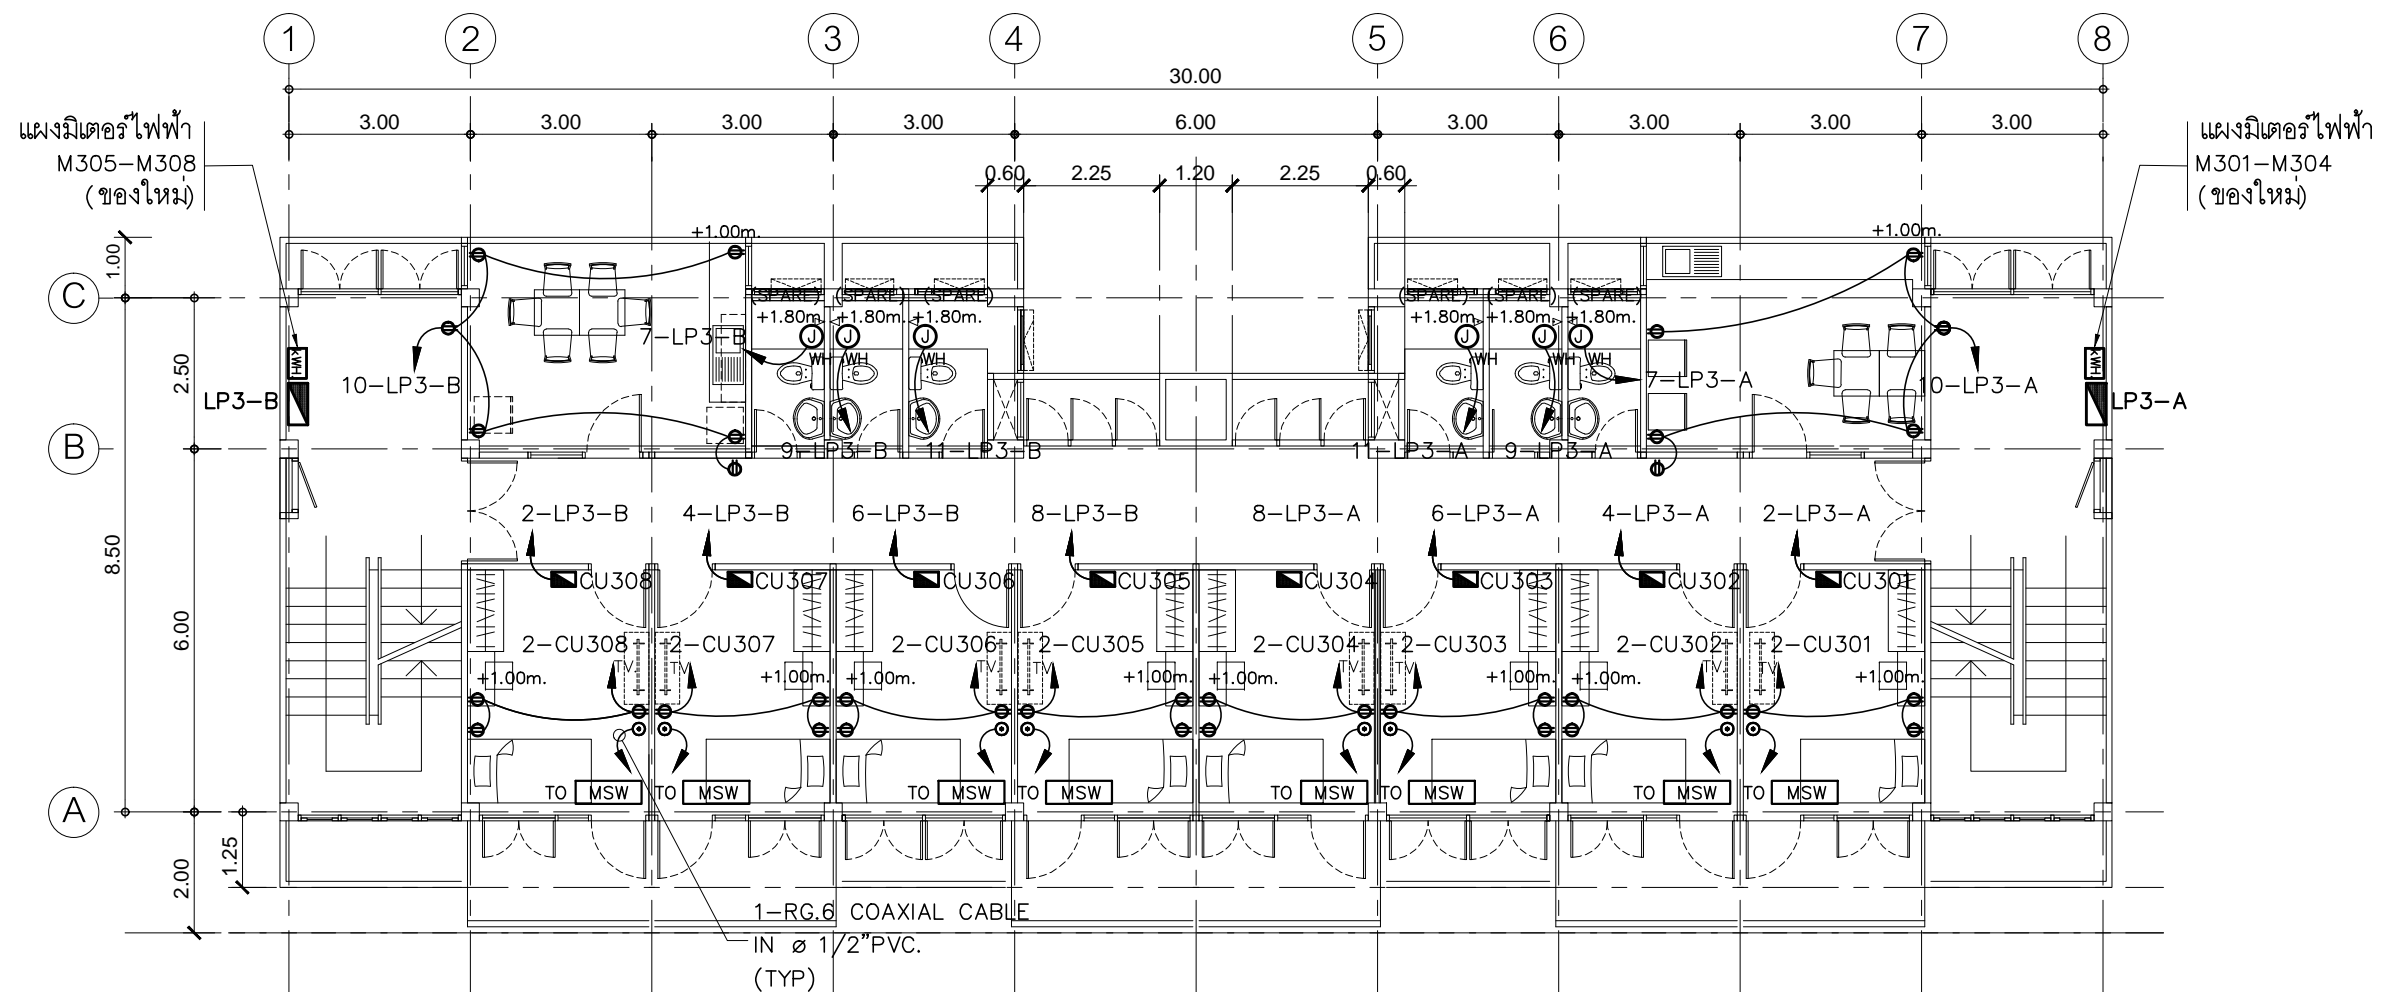 1 2 3 4 5 6 7 8
30.00
3.00 3.00 3.00 3.00 6.00 3.00 3.00 3.00 3.00
แผงมิเตอร์ไฟฟ้า
M305-M308
(ของใหม่)
แผงมิเตอร์ไฟฟ้า
M301-M304
(ของใหม่)
0.60 2.25 1.20 2.25 0.60
+1.00m. +1.00m.
1.00
C
(SPARE) (SPARE) (SPARE) (SPARE) (SPARE) (SPARE)
+1.80m. +1.80m. +1.80m. +1.80m. +1.80m. +1.80m.
7-LP3-B J J J J J J
WH WH WH WH WH WH
KWH KWH
2.50
10-LP3-B 7-LP3-A 10-LP3-A
LP3-B LP3-A
B
9-LP3-B 11-LP3-B 11-LP3-A 9-LP3-A
2-LP3-B 4-LP3-B 6-LP3-B 8-LP3-B 8-LP3-A 6-LP3-A 4-LP3-A 2-LP3-A
8.50
CU308 CU307 CU306 CU305 CU304 CU303 CU302 CU301
6.00
2-CU308 2-CU307 2-CU306 2-CU305 2-CU304 2-CU303 2-CU302 2-CU301
TV TV TV TV TV TV TV TV
+1.00m. +1.00m. +1.00m. +1.00m. +1.00m. +1.00m. +1.00m. +1.00m.
TO MSW TO MSW TO MSW TO MSW TO MSW TO MSW TO MSW TO MSW
A
1.25
2.00
1-RG.6 COAXIAL CABLE
IN ø 1/2"PVC.
(TYP)